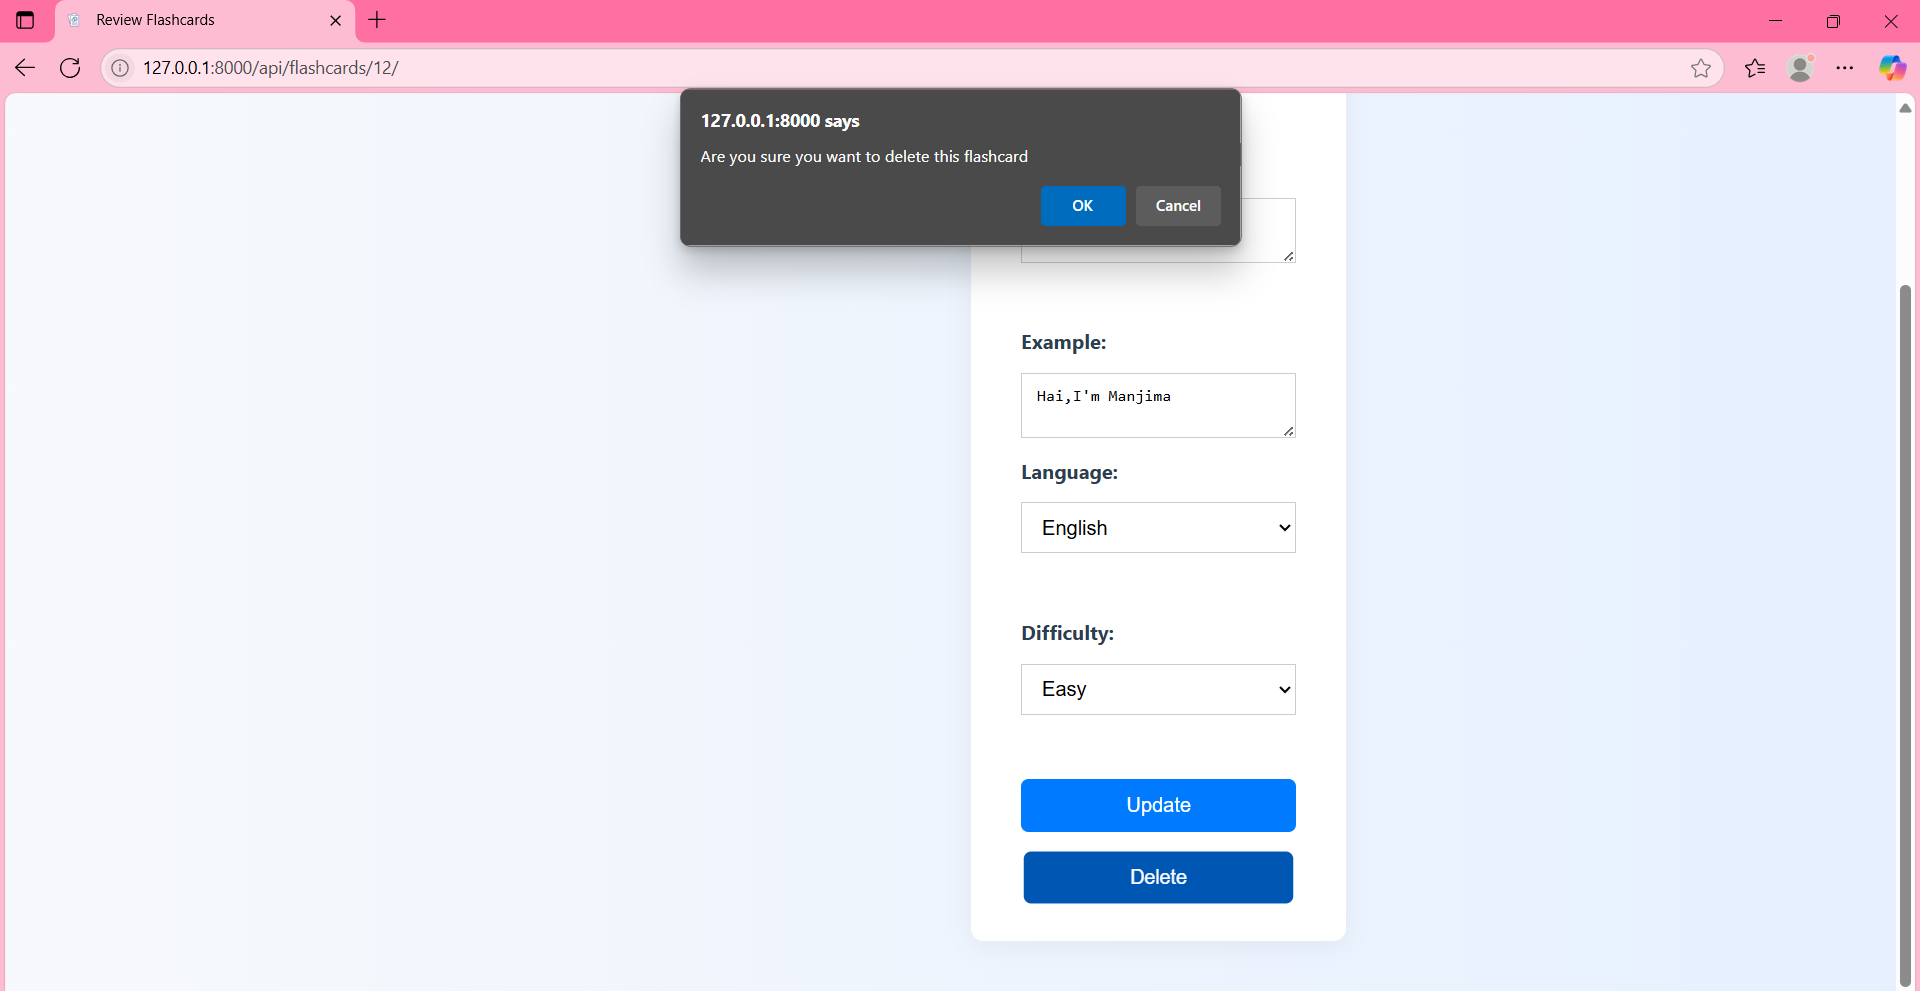 Review Flashcards
127.0.0.1:8000/api/flashcards/12/
127.0.0.1:8000 says
Are you sure you want to delete this flashcard
OK
Cancel
Example:
Hai,I'm Manjima
Language:
English
Difficulty:
Easy
Update
Delete